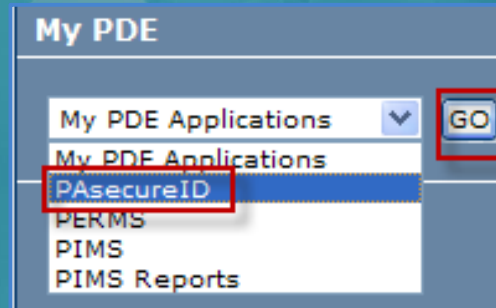 My PDE
My PDE Applications GO
My PDE Applications
PAsecureID
PERMS
PIMS
PIMS Reports